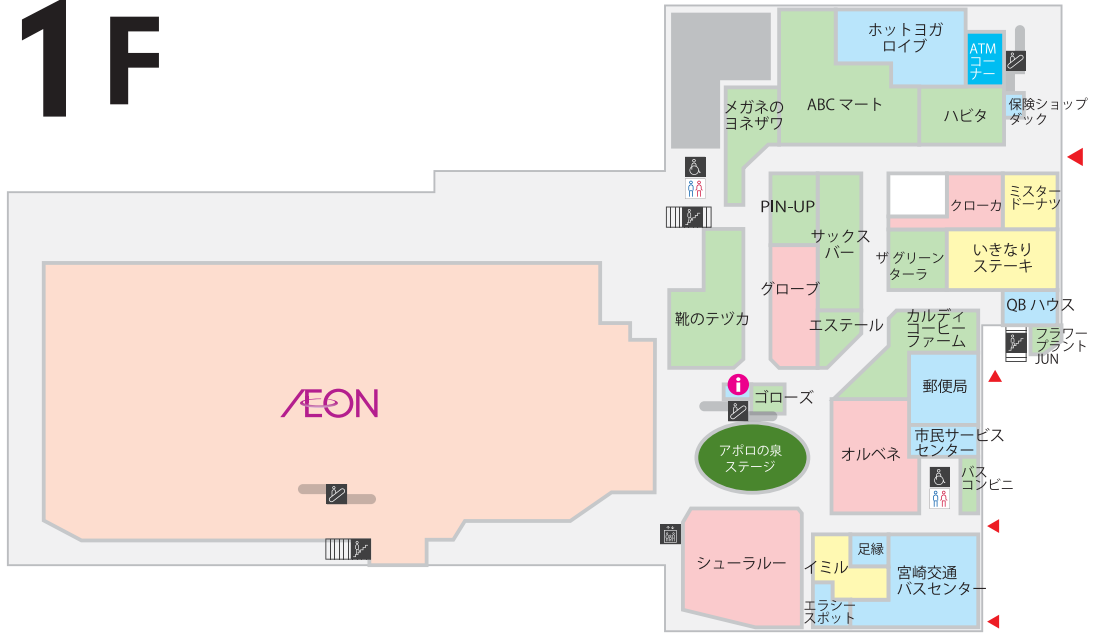 1F
ホットヨガ
ロイブ
ATM
コー
ナー
メガネの
ヨネザワ
ABCマート
ハビタ
保険ショップ
ダック
PIN-UP
サックス
バー
クローカ
ミスター
ドーナツ
ザ グリーン
ターラ
いきなり
ステーキ
グローブ
靴のテヅカ
エステール
カルディ
コーヒー
ファーム
QBハウス
フラワー
プラント
JUN
郵便局
i
ゴローズ
AEON
アポロの泉
ステージ
オルベネ
市民サービス
センター
バス
コンビニ
シューラルー
イミル
足縁
宮崎交通
バスセンター
エラシー
スポット